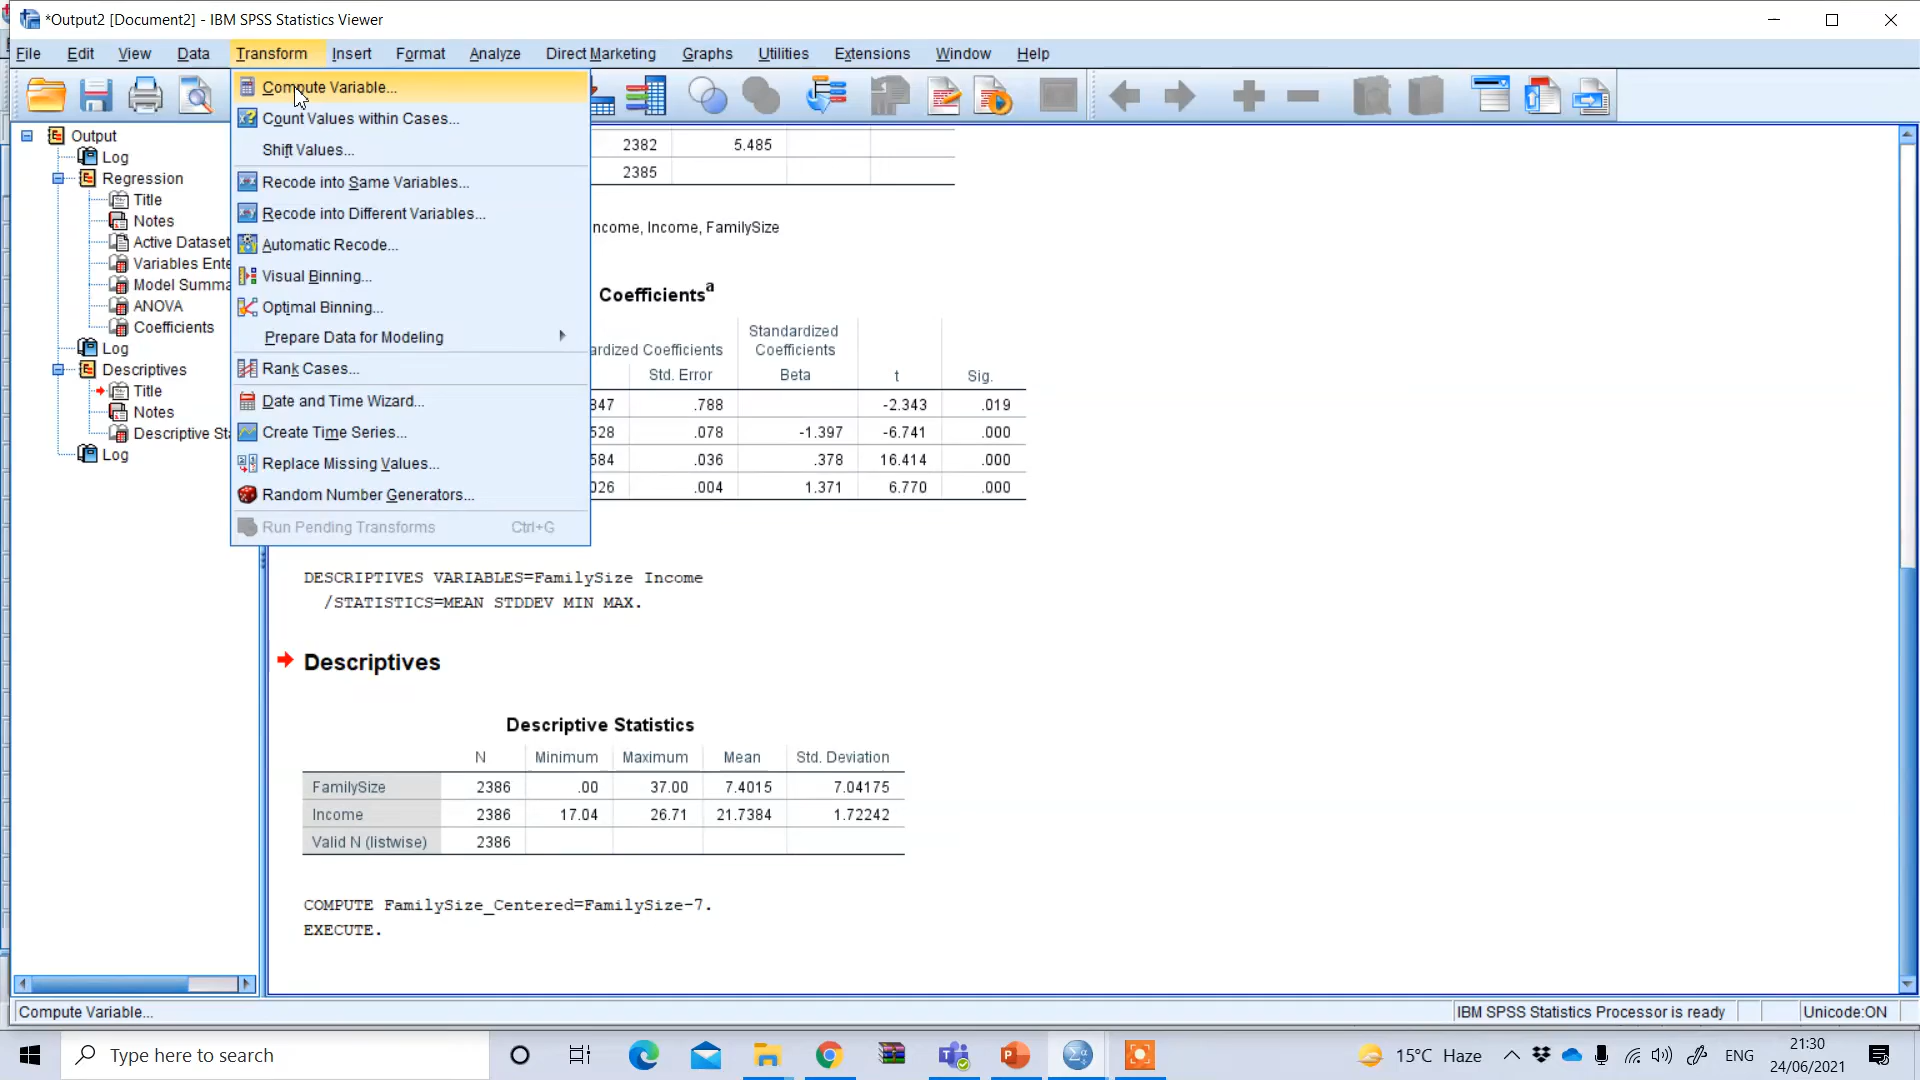 *Output2 [Document2] - IBM SPSS Statistics Viewer
File Edit View Data Transform Insert Format Analyze Direct Marketing Graphs Utilities Extensions Window Help
Compute Variable...
Count Values within Cases...
Shift Values...
Recode into Same Variables...
Recode into Different Variables...
Automatic Recode...
Visual Binning...
Optimal Binning...
Prepare Data for Modeling
Rank Cases...
Date and Time Wizard...
Create Time Series...
Replace Missing Values...
Random Number Generators...
Run Pending Transforms Ctrl+G
Output
Log
Regression
Title
Notes
Active Dataset
Variables Ente
Model Summa
ANOVA
Coefficients
Log
Descriptives
Title
Notes
Descriptive Sta
Log
2382 5.485
2385
ncome, Income, FamilySize
Coefficientsa
ardized Coefficients Standardized Coefficients
Std. Error Beta t Sig.
847 .788 -2.343 .019
528 .078 -1.397 -6.741 .000
584 .036 .378 16.414 .000
026 .004 1.371 6.770 .000
DESCRIPTIVES VARIABLES=FamilySize Income
/STATISTICS=MEAN STDDEV MIN MAX.
Descriptives
Descriptive Statistics
N Minimum Maximum Mean Std. Deviation
FamilySize 2386 .00 37.00 7.4015 7.04175
Income 2386 17.04 26.71 21.7384 1.72242
Valid N (listwise) 2386
COMPUTE FamilySize_Centered=FamilySize-7.
EXECUTE.
Compute Variable...
IBM SPSS Statistics Processor is ready Unicode:ON
Type here to search
15°C Haze
ENG
21:30
24/06/2021